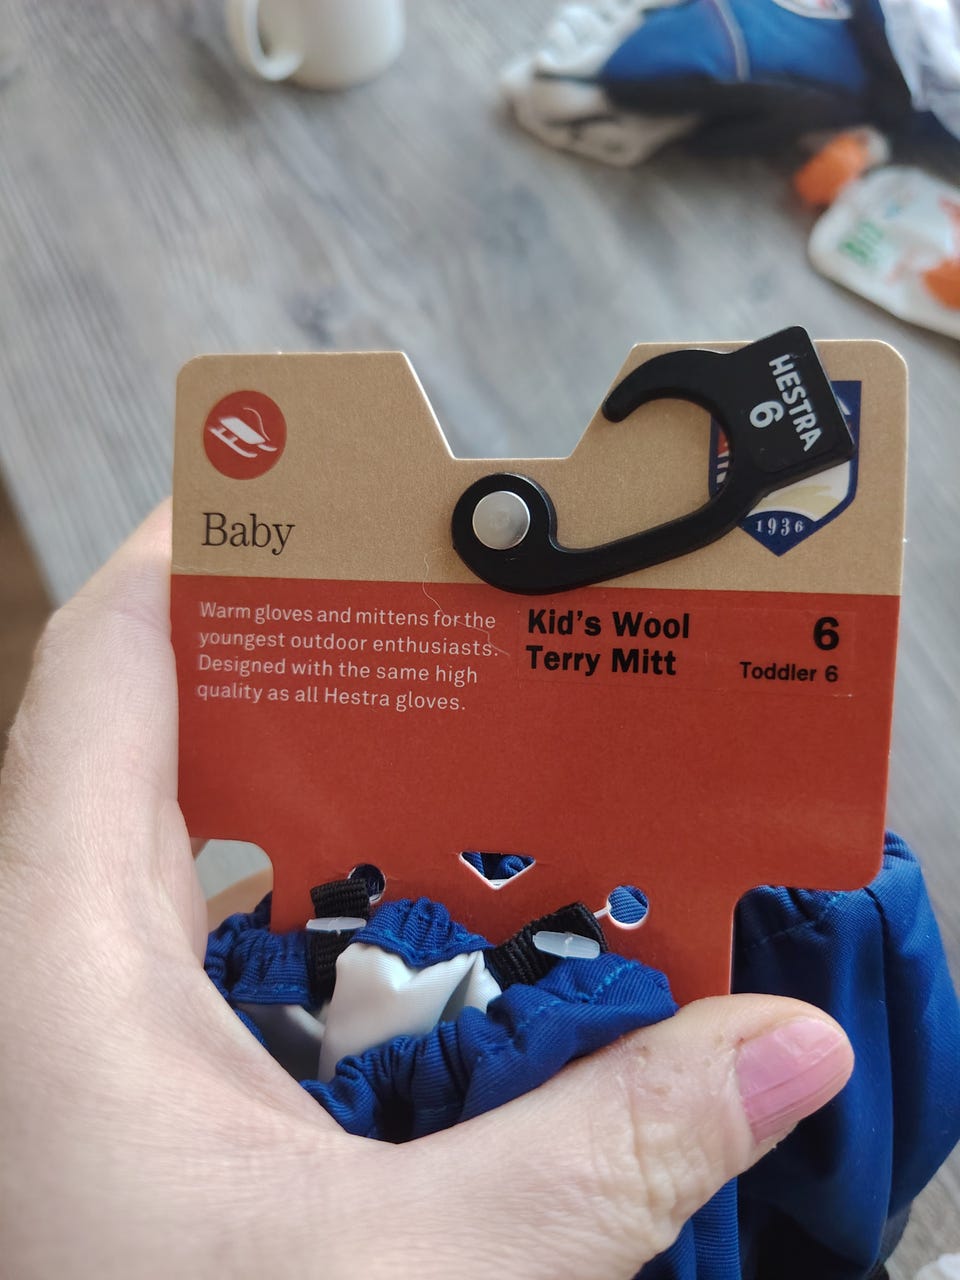 HESTRA
6
1936
Baby
Warm gloves and mittens for the
youngest outdoor enthusiasts.
Designed with the same high
quality as all Hestra gloves.
Kid's Wool
Terry Mitt
6
Toddler 6